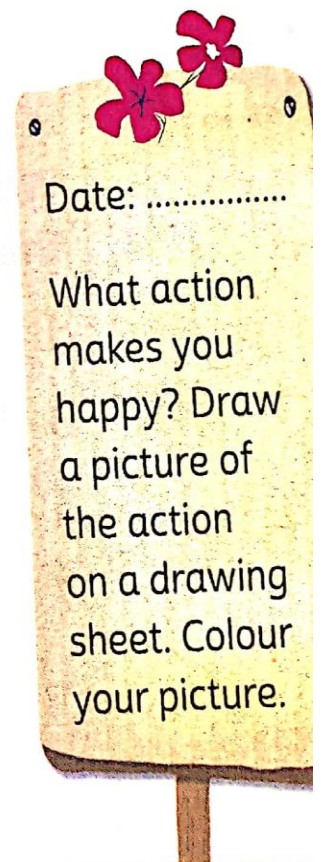 Date: ................
What action
makes you
happy? Draw
a picture of
the action
on a drawing
sheet. Colour
your picture.